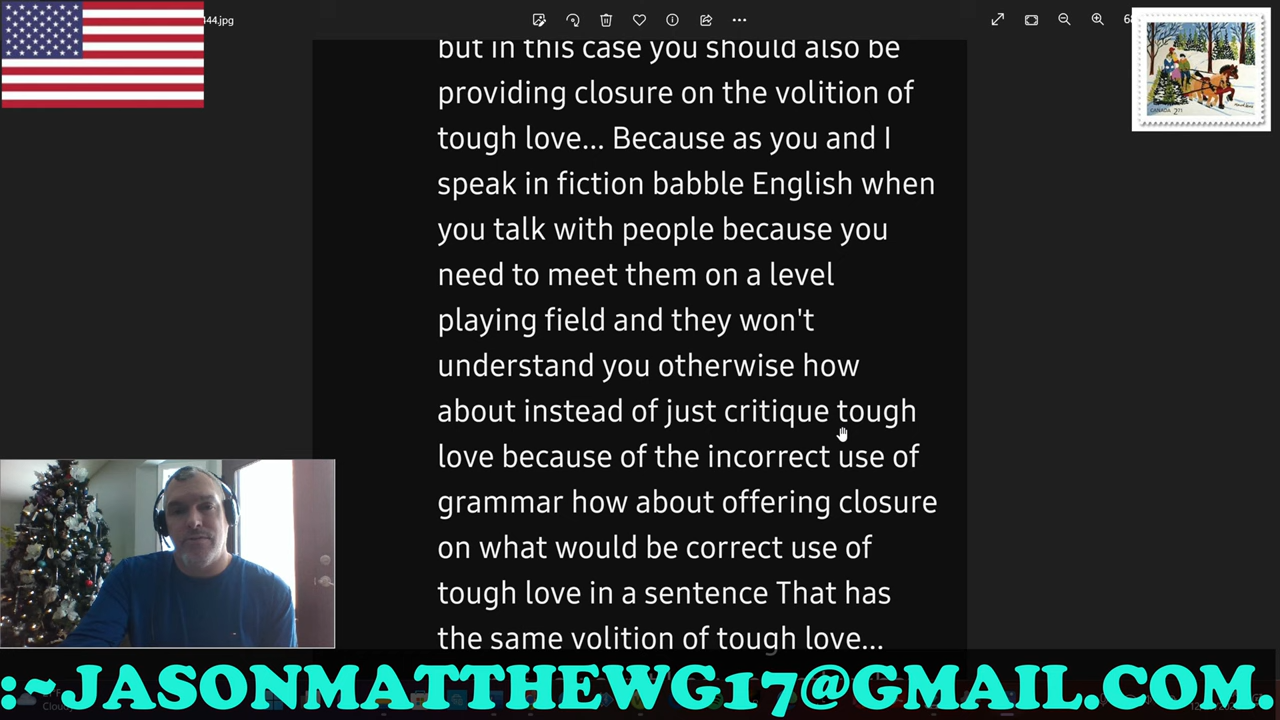 44.jpg
but in this case you should also be
providing closure on the volition of
tough love... Because as you and I
speak in fiction babble English when
you talk with people because you
need to meet them on a level
playing field and they won't
understand you otherwise how
about instead of just critique tough
love because of the incorrect use of
grammar how about offering closure
on what would be correct use of
tough love in a sentence That has
the same volition of tough love...
CANADA
:~JASONMATTHEWG17@GMAIL.COM.